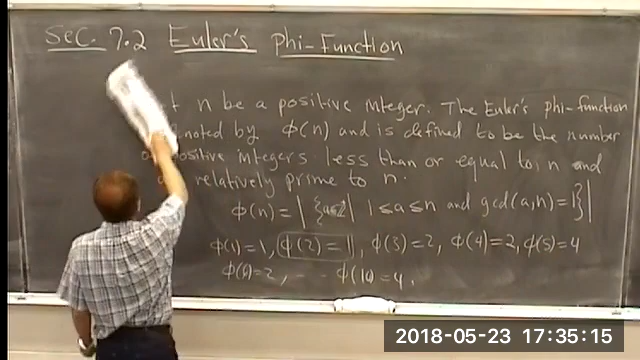 Sec. 7.2 Euler's Phi-Function
n be a positive integer. The Euler's phi-function
noted by φ(n) and is defined to be the number
positive integers less than or equal to n and
relatively prime to n.
φ(n) = | { | 1 ≤ a ≤ n and gcd(a,n) = 1} |
φ(1) = 1, φ(2) = 1, φ(3) = 2, φ(4) = 2, φ(5) = 4
φ(6) = 2, - - φ(10) = 4,
2018-05-23 17:35:15